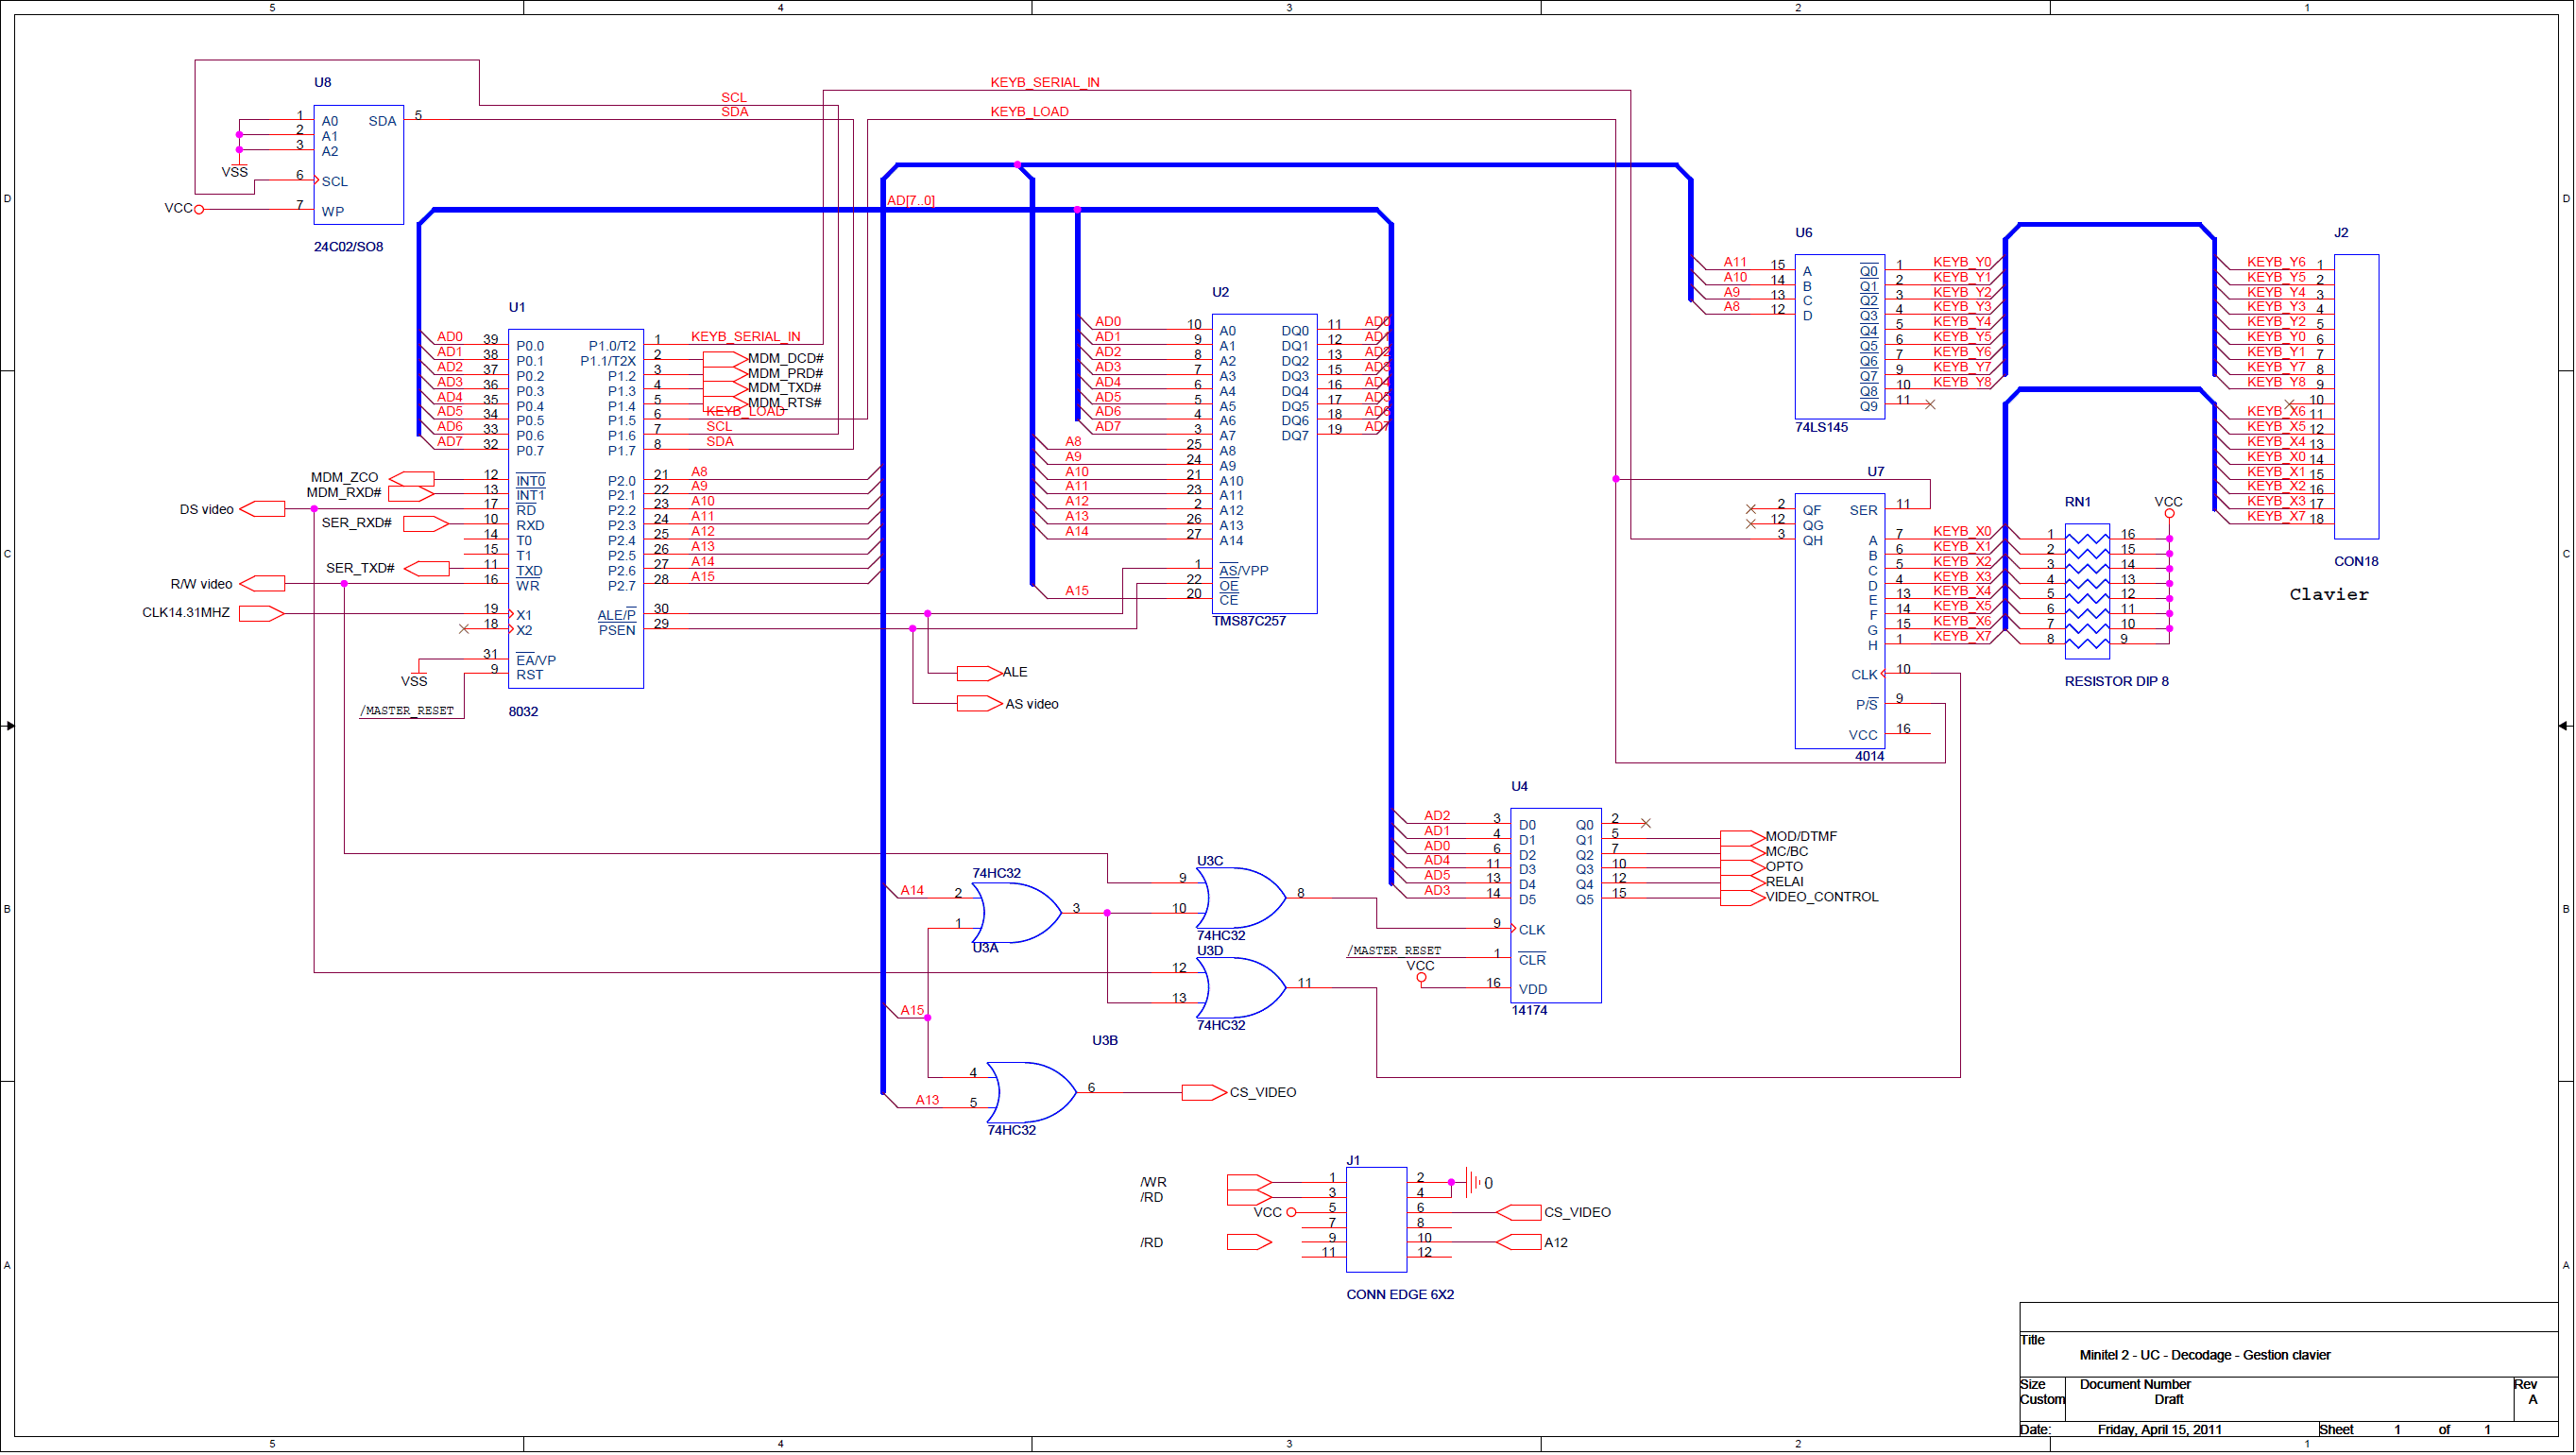 5 4 3 2 1
D
C
B
A
U8
1 A0 SDA 5
2 A1
3 A2
VSS
6 SCL
VCC
7 WP
24C02/SO8
SCL
SDA
KEYB_SERIAL_IN
KEYB_LOAD
AD[7..0]
U1
AD0 39 P0.0 P1.0/T2 1 KEYB_SERIAL_IN
AD1 38 P0.1 P1.1/T2X 2 MDM_DCD#
AD2 37 P0.2 P1.2 3 MDM_PRD#
AD3 36 P0.3 P1.3 4 MDM_TXD#
AD4 35 P0.4 P1.4 5 MDM_RTS#
AD5 34 P0.5 P1.5 6 KEYB_LOAD
AD6 33 P0.6 P1.6 7 SCL
AD7 32 P0.7 P1.7 8 SDA
MDM_ZCO 12 INT0 P2.0 21 A8
MDM_RXD# 13 INT1 P2.1 22 A9
DS video 17 RD P2.2 23 A10
SER_RXD# 10 RXD P2.3 24 A11
14 T0 P2.4 25 A12
15 T1 P2.5 26 A13
SER_TXD# 11 TXD P2.6 27 A14
R/W video 16 WR P2.7 28 A15
CLK14.31MHZ 19 X1 ALE/P 30
18 X2 PSEN 29
31 EA/VP
VSS
9 RST
/MASTER_RESET
8032
ALE
AS video
U2
AD0 10 A0 DQ0 11 AD0
AD1 9 A1 DQ1 12 AD1
AD2 8 A2 DQ2 13 AD2
AD3 7 A3 DQ3 15 AD3
AD4 6 A4 DQ4 16 AD4
AD5 5 A5 DQ5 17 AD5
AD6 4 A6 DQ6 18 AD6
AD7 3 A7 DQ7 19 AD7
A8 25 A8
A9 24 A9
A10 21 A10
A11 23 A11
A12 2 A12
A13 26 A13
A14 27 A14
1 AS/VPP
22 OE
A15 20 CE
TMS87C257
U6
A11 15 A Q0 1 KEYB_Y0
A10 14 B Q1 2 KEYB_Y1
A9 13 C Q2 3 KEYB_Y2
A8 12 D Q3 4 KEYB_Y3
Q4 5 KEYB_Y4
Q5 6 KEYB_Y5
Q6 7 KEYB_Y6
Q7 9 KEYB_Y7
Q8 10 KEYB_Y8
Q9 11
74LS145
J2
KEYB_Y6 1
KEYB_Y5 2
KEYB_Y4 3
KEYB_Y3 4
KEYB_Y2 5
KEYB_Y0 6
KEYB_Y1 7
KEYB_Y7 8
KEYB_Y8 9
10
KEYB_X6 11
KEYB_X5 12
KEYB_X4 13
KEYB_X0 14
KEYB_X1 15
KEYB_X2 16
KEYB_X3 17
KEYB_X7 18
CON18
Clavier
U7
2 QF SER 11
12 QG
3 QH
A 7 KEYB_X0
B 6 KEYB_X1
C 5 KEYB_X2
D 4 KEYB_X3
E 13 KEYB_X4
F 14 KEYB_X5
G 15 KEYB_X6
H 1 KEYB_X7
CLK 10
P/S 9
VCC 16
4014
RN1
VCC
1 16
2 15
3 14
4 13
5 12
6 11
7 10
8 9
RESISTOR DIP 8
U4
AD2 3 D0 Q0 2
AD1 4 D1 Q1 5 MOD/DTMF
AD0 6 D2 Q2 7 MC/BC
AD4 11 D3 Q3 10 OPTO
AD5 13 D4 Q4 12 RELAI
AD3 14 D5 Q5 15 VIDEO_CONTROL
9 CLK
/MASTER_RESET 1 CLR
VCC
16 VDD
14174
74HC32
A14 2
1 3
U3A
U3C
9
10 8
74HC32
U3D
12
13 11
74HC32
A15
U3B
4
A13 5 6 CS_VIDEO
74HC32
J1
/WR 1 2 0
/RD 3 4
VCC 5 6 CS_VIDEO
7 8
/RD 9 10 A12
11 12
CONN EDGE 6X2
Title
Minitel 2 - UC - Decodage - Gestion clavier
Size Document Number Rev
Custom Draft A
Date: Friday, April 15, 2011 Sheet 1 of 1
5 4 3 2 1
D
C
B
A